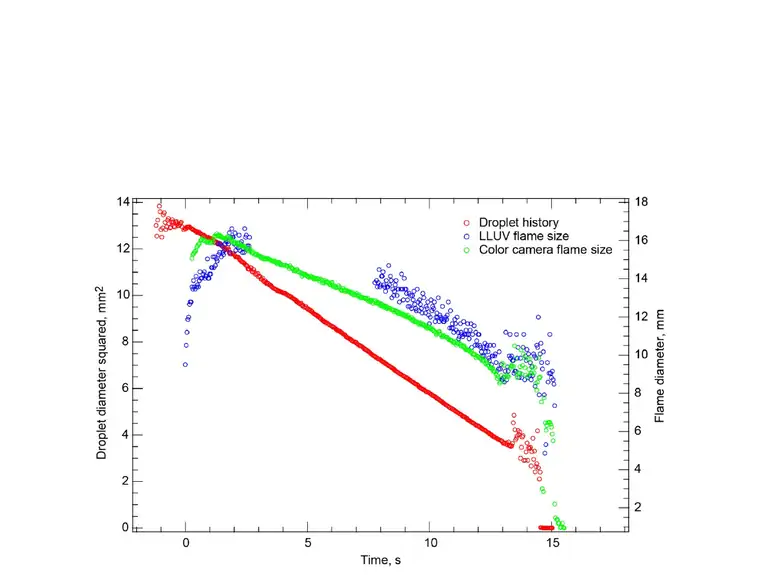 14
12
10
8
6
4
2
0
Droplet diameter squared, mm2
18
16
14
12
10
8
6
4
2
Flame diameter, mm
Droplet history
LLUV flame size
Color camera flame size
0 5 10 15
Time, s